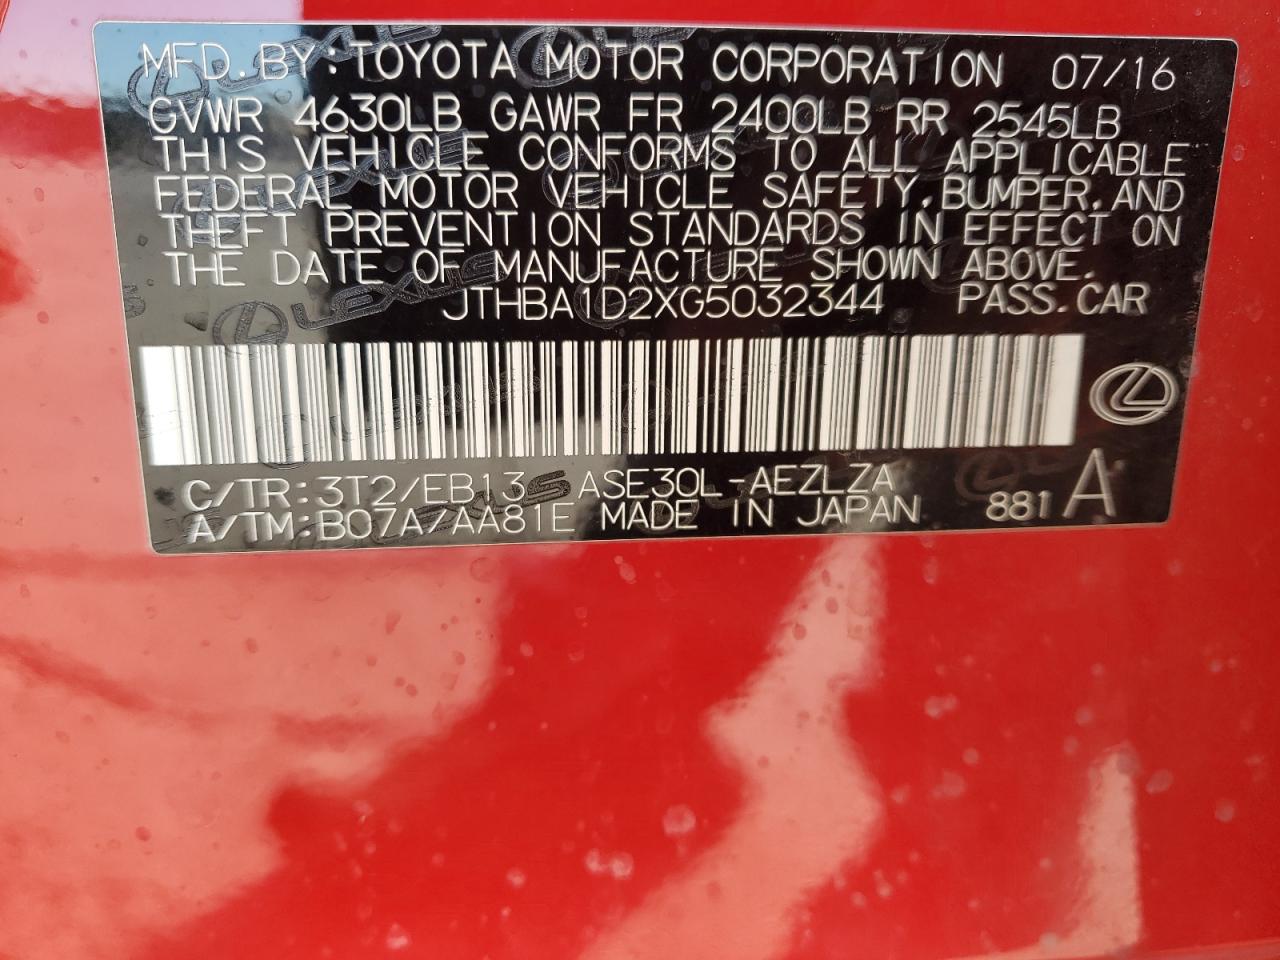 MFD.BY:TOYOTA MOTOR CORPORATION 07/16
GVWR 4630LB GAWR FR 2400LB RR 2545LB
THIS VEHICLE CONFORMS TO ALL APPLICABLE
FEDERAL MOTOR VEHICLE SAFETY,BUMPER,AND
THEFT PREVENTION STANDARDS IN EFFECT ON
THE DATE OF MANUFACTURE SHOWN ABOVE.
JTHBA1D2XG5032344 PASS.CAR
C/TR:3T2/EB13 ASE30L-AEZLZA
A/TM:B07A/AA81E MADE IN JAPAN 881 A
LEXUS